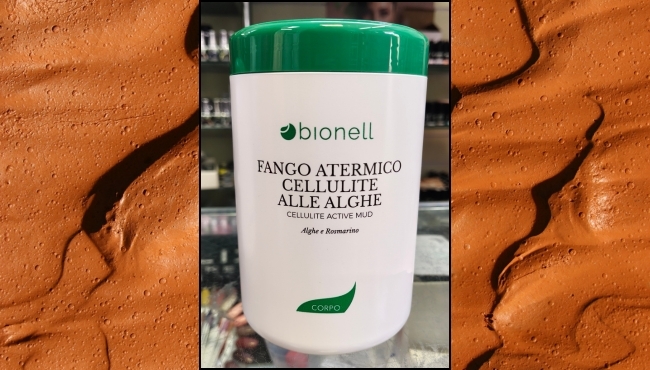 bionell
FANGO ATERMICO
CELLULITE
ALLE ALGHE
CELLULITE ACTIVE MUD
Alghe e Rosmarino
CORPO